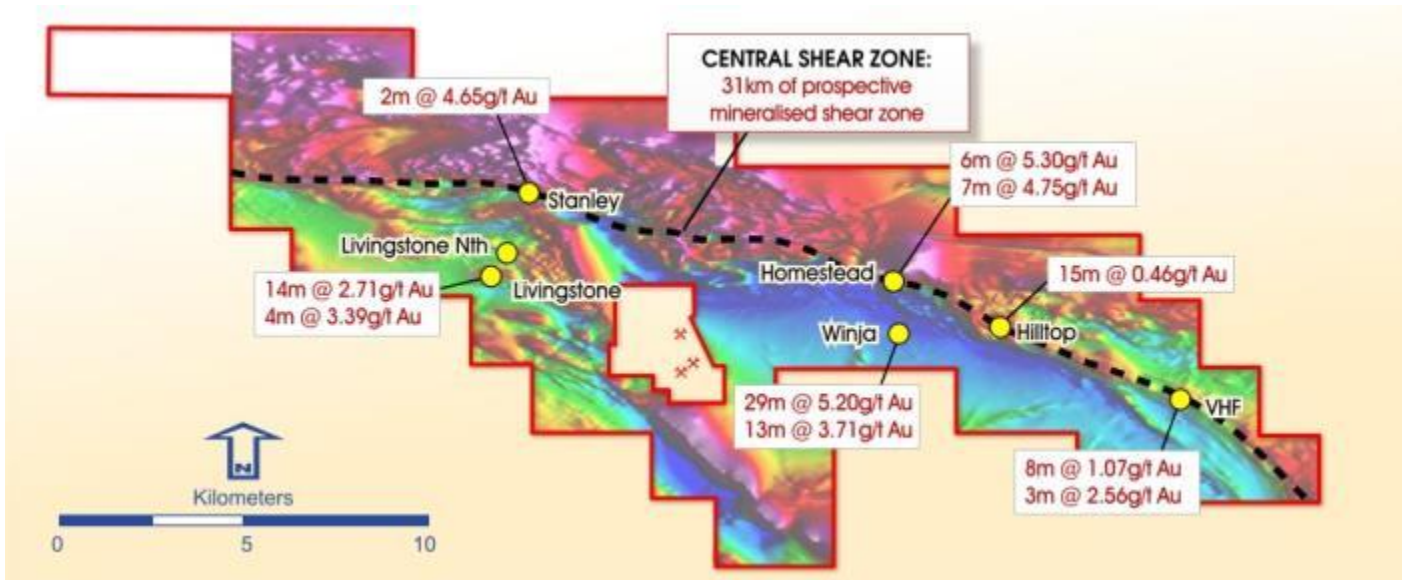 CENTRAL SHEAR ZONE:
31km of prospective
mineralised shear zone
2m @ 4.65g/t Au
Stanley
6m @ 5.30g/t Au
7m @ 4.75g/t Au
Livingstone Nth
Livingstone
14m @ 2.71g/t Au
4m @ 3.39g/t Au
Homestead
15m @ 0.46g/t Au
Winja
Hilltop
29m @ 5.20g/t Au
13m @ 3.71g/t Au
VHF
8m @ 1.07g/t Au
3m @ 2.56g/t Au
N
Kilometers
0 5 10